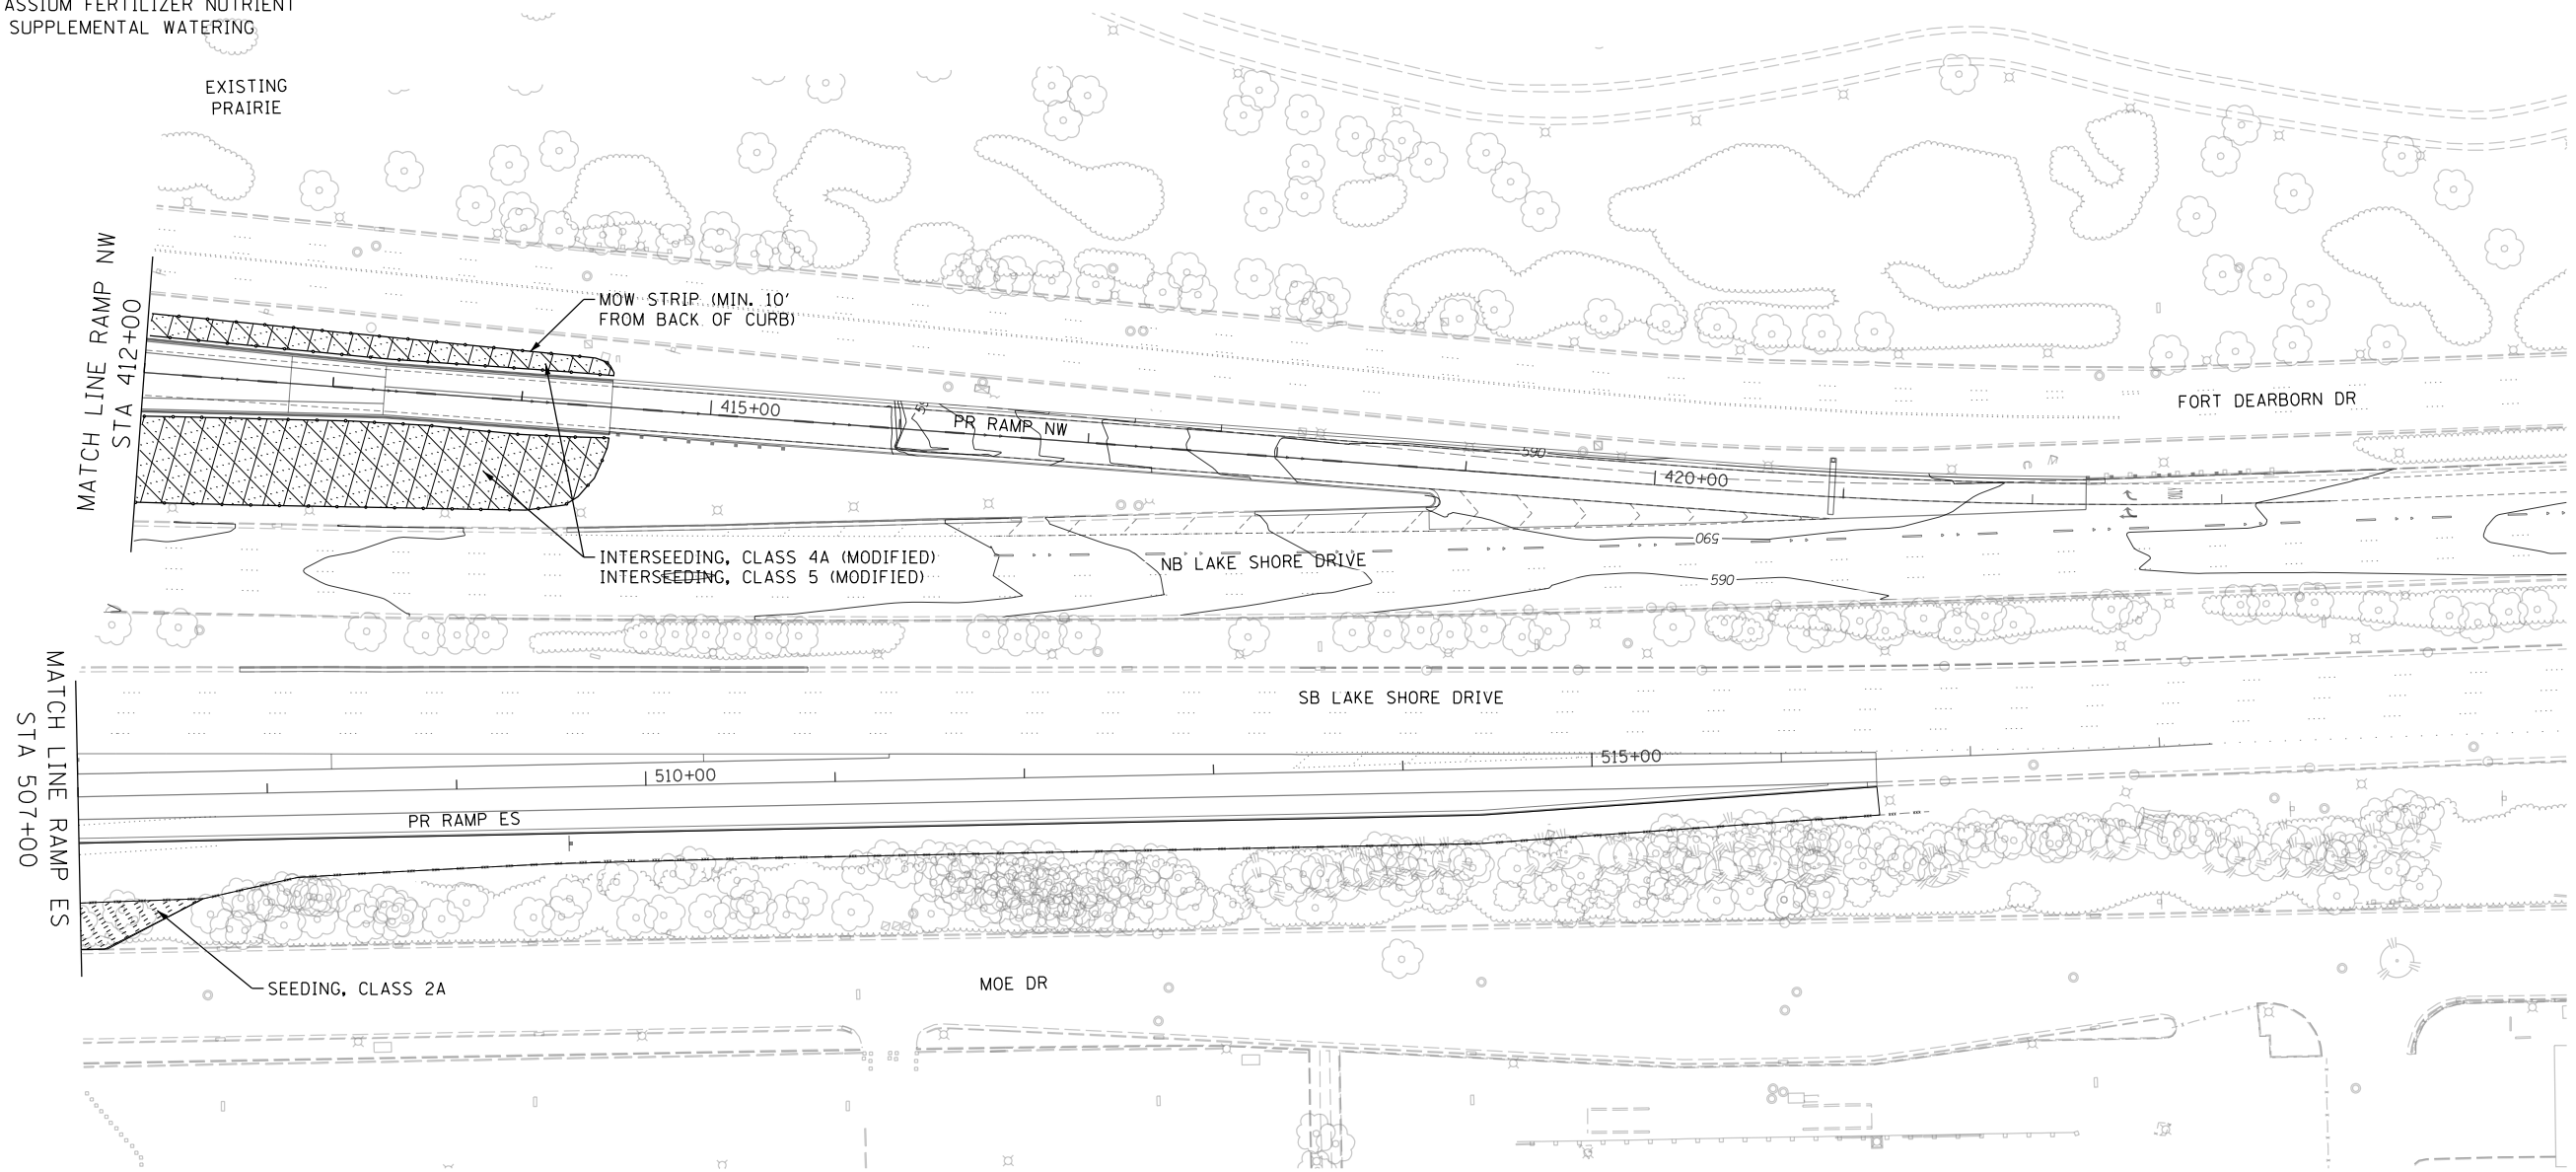 ASSIUM FERTILIZER NUTRIENT
SUPPLEMENTAL WATERING
EXISTING
PRAIRIE
MATCH LINE RAMP NW
STA 412+00
MOW STRIP (MIN. 10'
FROM BACK OF CURB)
415+00
PR RAMP NW
590
420+00
FORT DEARBORN DR
INTERSEEDING, CLASS 4A (MODIFIED)
INTERSEEDING, CLASS 5 (MODIFIED)
NB LAKE SHORE DRIVE
590
590
MATCH LINE RAMP ES
STA 507+00
SB LAKE SHORE DRIVE
510+00
515+00
PR RAMP ES
SEEDING, CLASS 2A
MOE DR